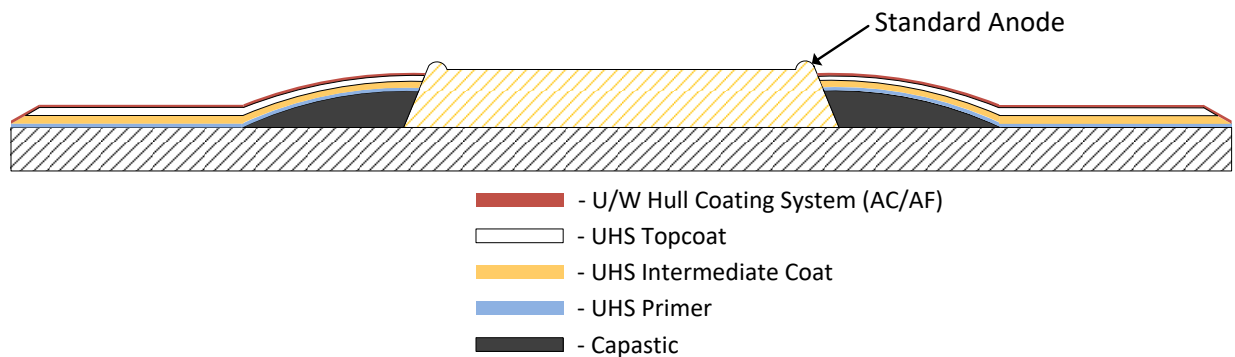 Standard Anode
- U/W Hull Coating System (AC/AF)
- UHS Topcoat
- UHS Intermediate Coat
- UHS Primer
- Capastic